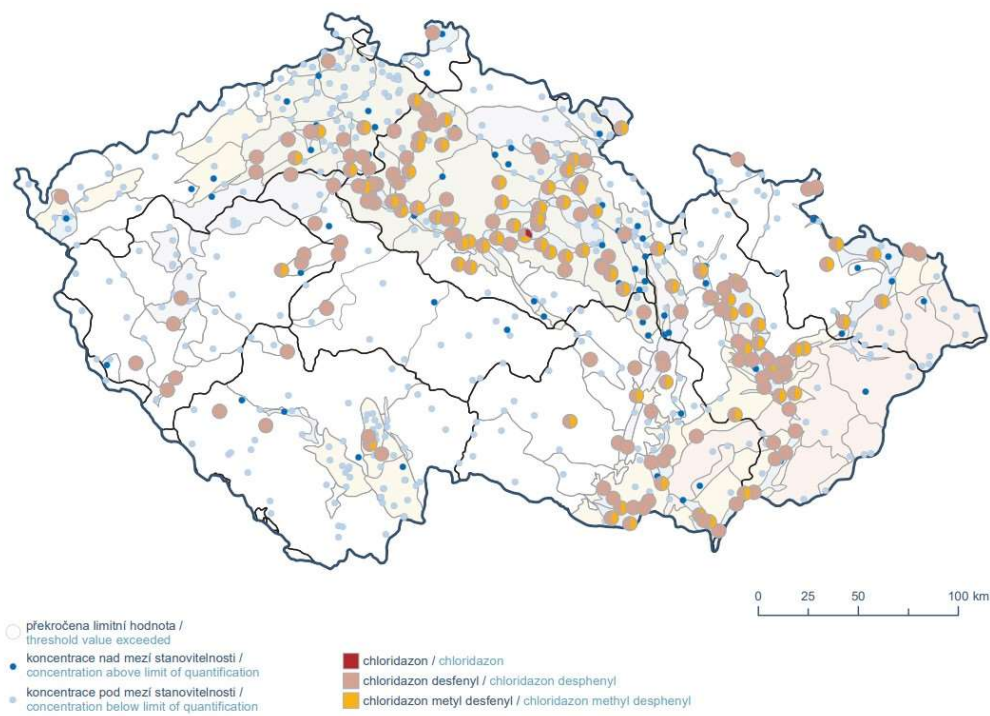 0 25 50 100 km
překročena limitní hodnota /
threshold value exceeded
koncentrace nad mezí stanovitelnosti /
concentration above limit of quantification
koncentrace pod mezí stanovitelnosti /
concentration below limit of quantification
chloridazon / chloridazon
chloridazon desfenyl / chloridazon desphenyl
chloridazon metyl desfenyl / chloridazon methyl desphenyl